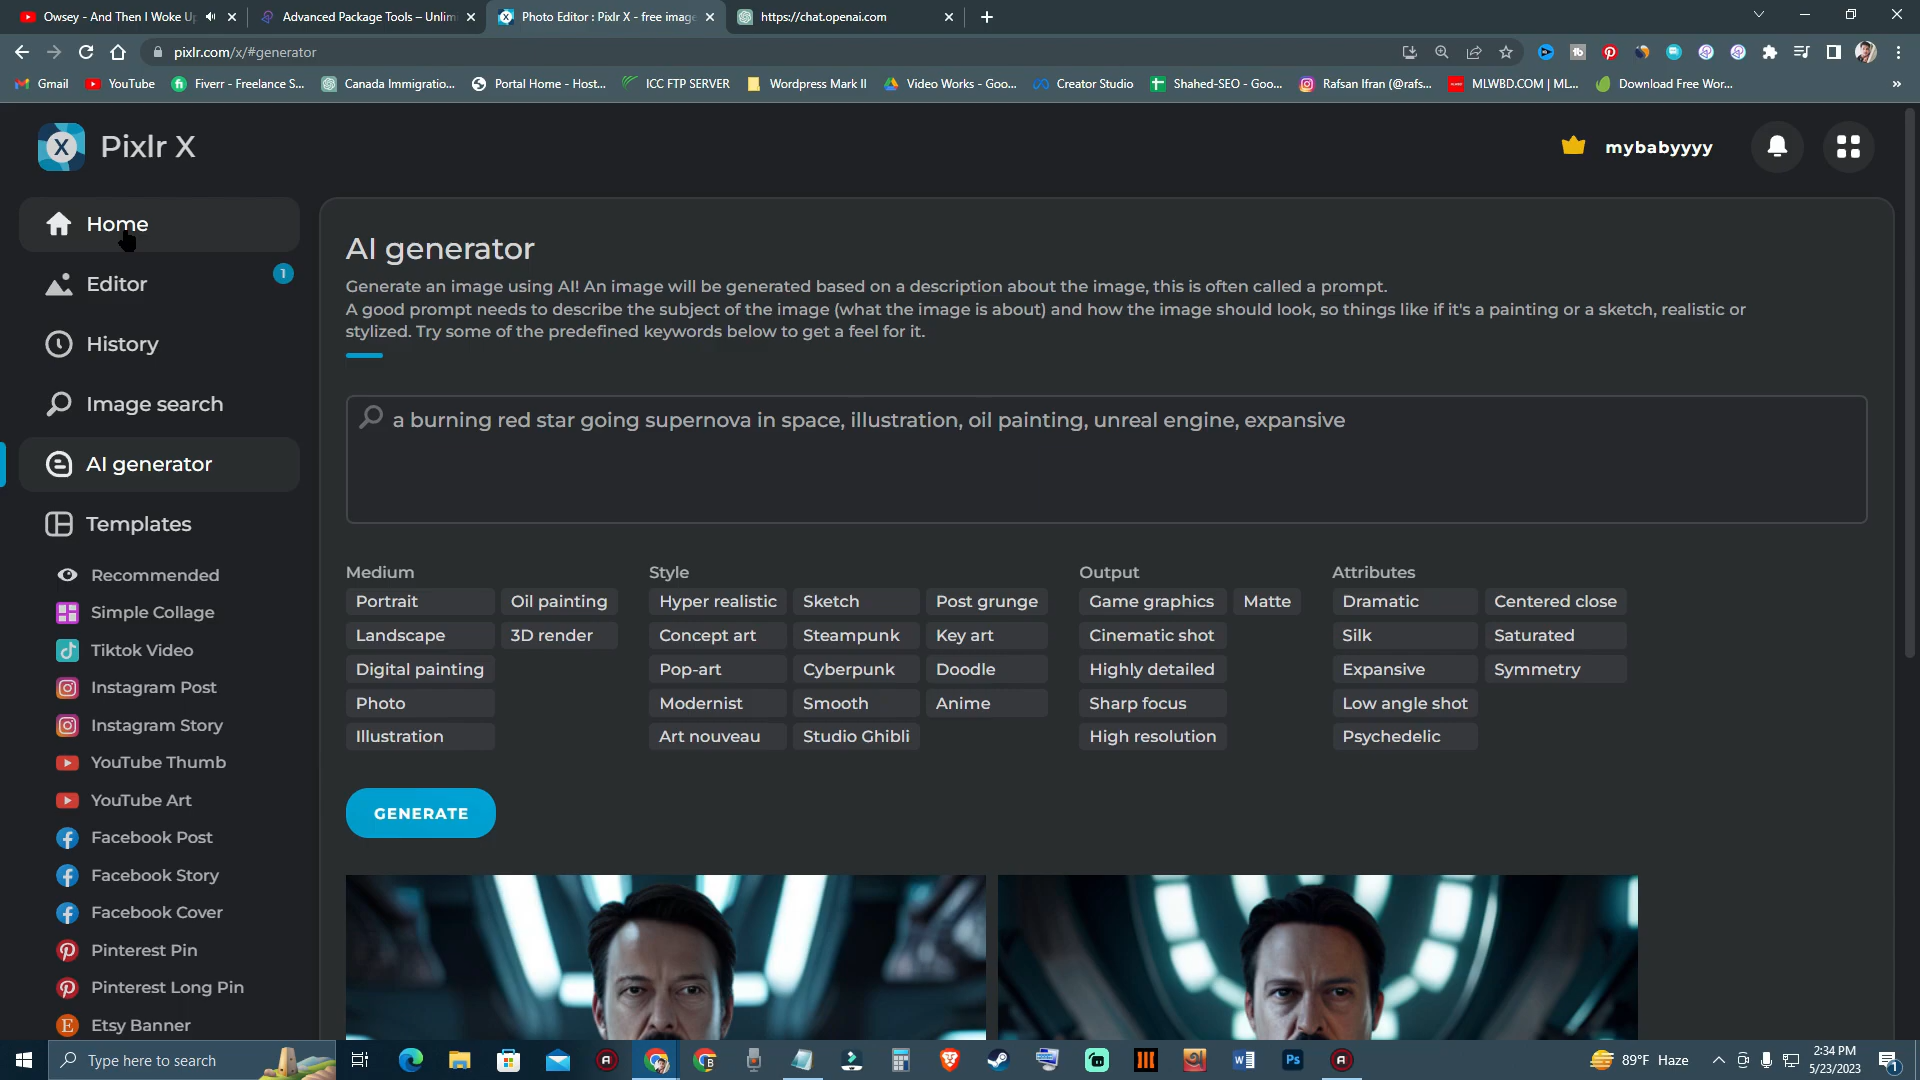 Owsey - And Then I Woke U
Advanced Package Tools – Unlim
Photo Editor : Pixlr X - free image
https://chat.openai.com
pixlr.com/x/#generator
Gmail
YouTube
Fiverr - Freelance S...
Canada Immigratio...
Portal Home - Host...
ICC FTP SERVER
Wordpress Mark II
Video Works - Goo...
Creator Studio
Shahed-SEO - Goo...
Rafsan Ifran (@rafs...
MLWBD.COM | ML...
Download Free Wor...
»
X Pixlr X
mybabyyyy
Home
Editor
1
History
Image search
AI generator
Templates
Recommended
Simple Collage
Tiktok Video
Instagram Post
Instagram Story
YouTube Thumb
YouTube Art
Facebook Post
Facebook Story
Facebook Cover
Pinterest Pin
Pinterest Long Pin
Etsy Banner
AI generator
Generate an image using AI! An image will be generated based on a description about the image, this is often called a prompt.
A good prompt needs to describe the subject of the image (what the image is about) and how the image should look, so things like if it's a painting or a sketch, realistic or
stylized. Try some of the predefined keywords below to get a feel for it.
a burning red star going supernova in space, illustration, oil painting, unreal engine, expansive
Medium
Portrait
Oil painting
Landscape
3D render
Digital painting
Photo
Illustration
Style
Hyper realistic
Sketch
Post grunge
Concept art
Steampunk
Key art
Pop-art
Cyberpunk
Doodle
Modernist
Smooth
Anime
Art nouveau
Studio Ghibli
Output
Game graphics
Matte
Cinematic shot
Highly detailed
Sharp focus
High resolution
Attributes
Dramatic
Centered close
Silk
Saturated
Expansive
Symmetry
Low angle shot
Psychedelic
GENERATE
Type here to search
89°F Haze
2:34 PM
5/23/2023
1